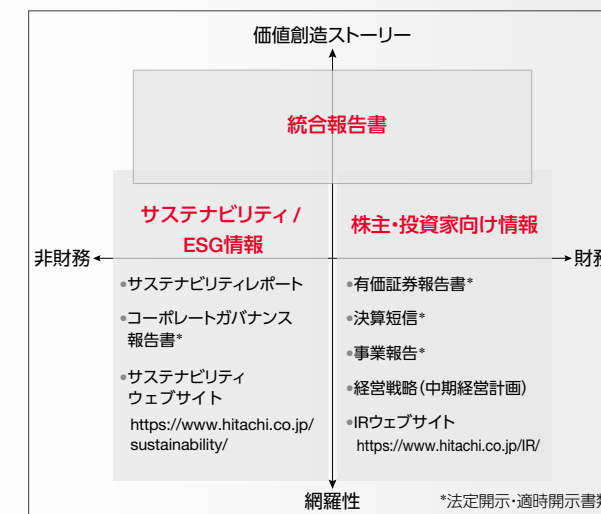 価値創造ストーリー
統合報告書
サステナビリティ /
ESG情報
株主・投資家向け情報
非財務
財務
•サステナビリティレポート
•コーポレートガバナンス
報告書*
•サステナビリティ
ウェブサイト
https://www.hitachi.co.jp/
sustainability/
•有価証券報告書*
•決算短信*
•事業報告*
•経営戦略（中期経営計画）
•IRウェブサイト
https://www.hitachi.co.jp/IR/
網羅性
*法定開示・適時開示書類